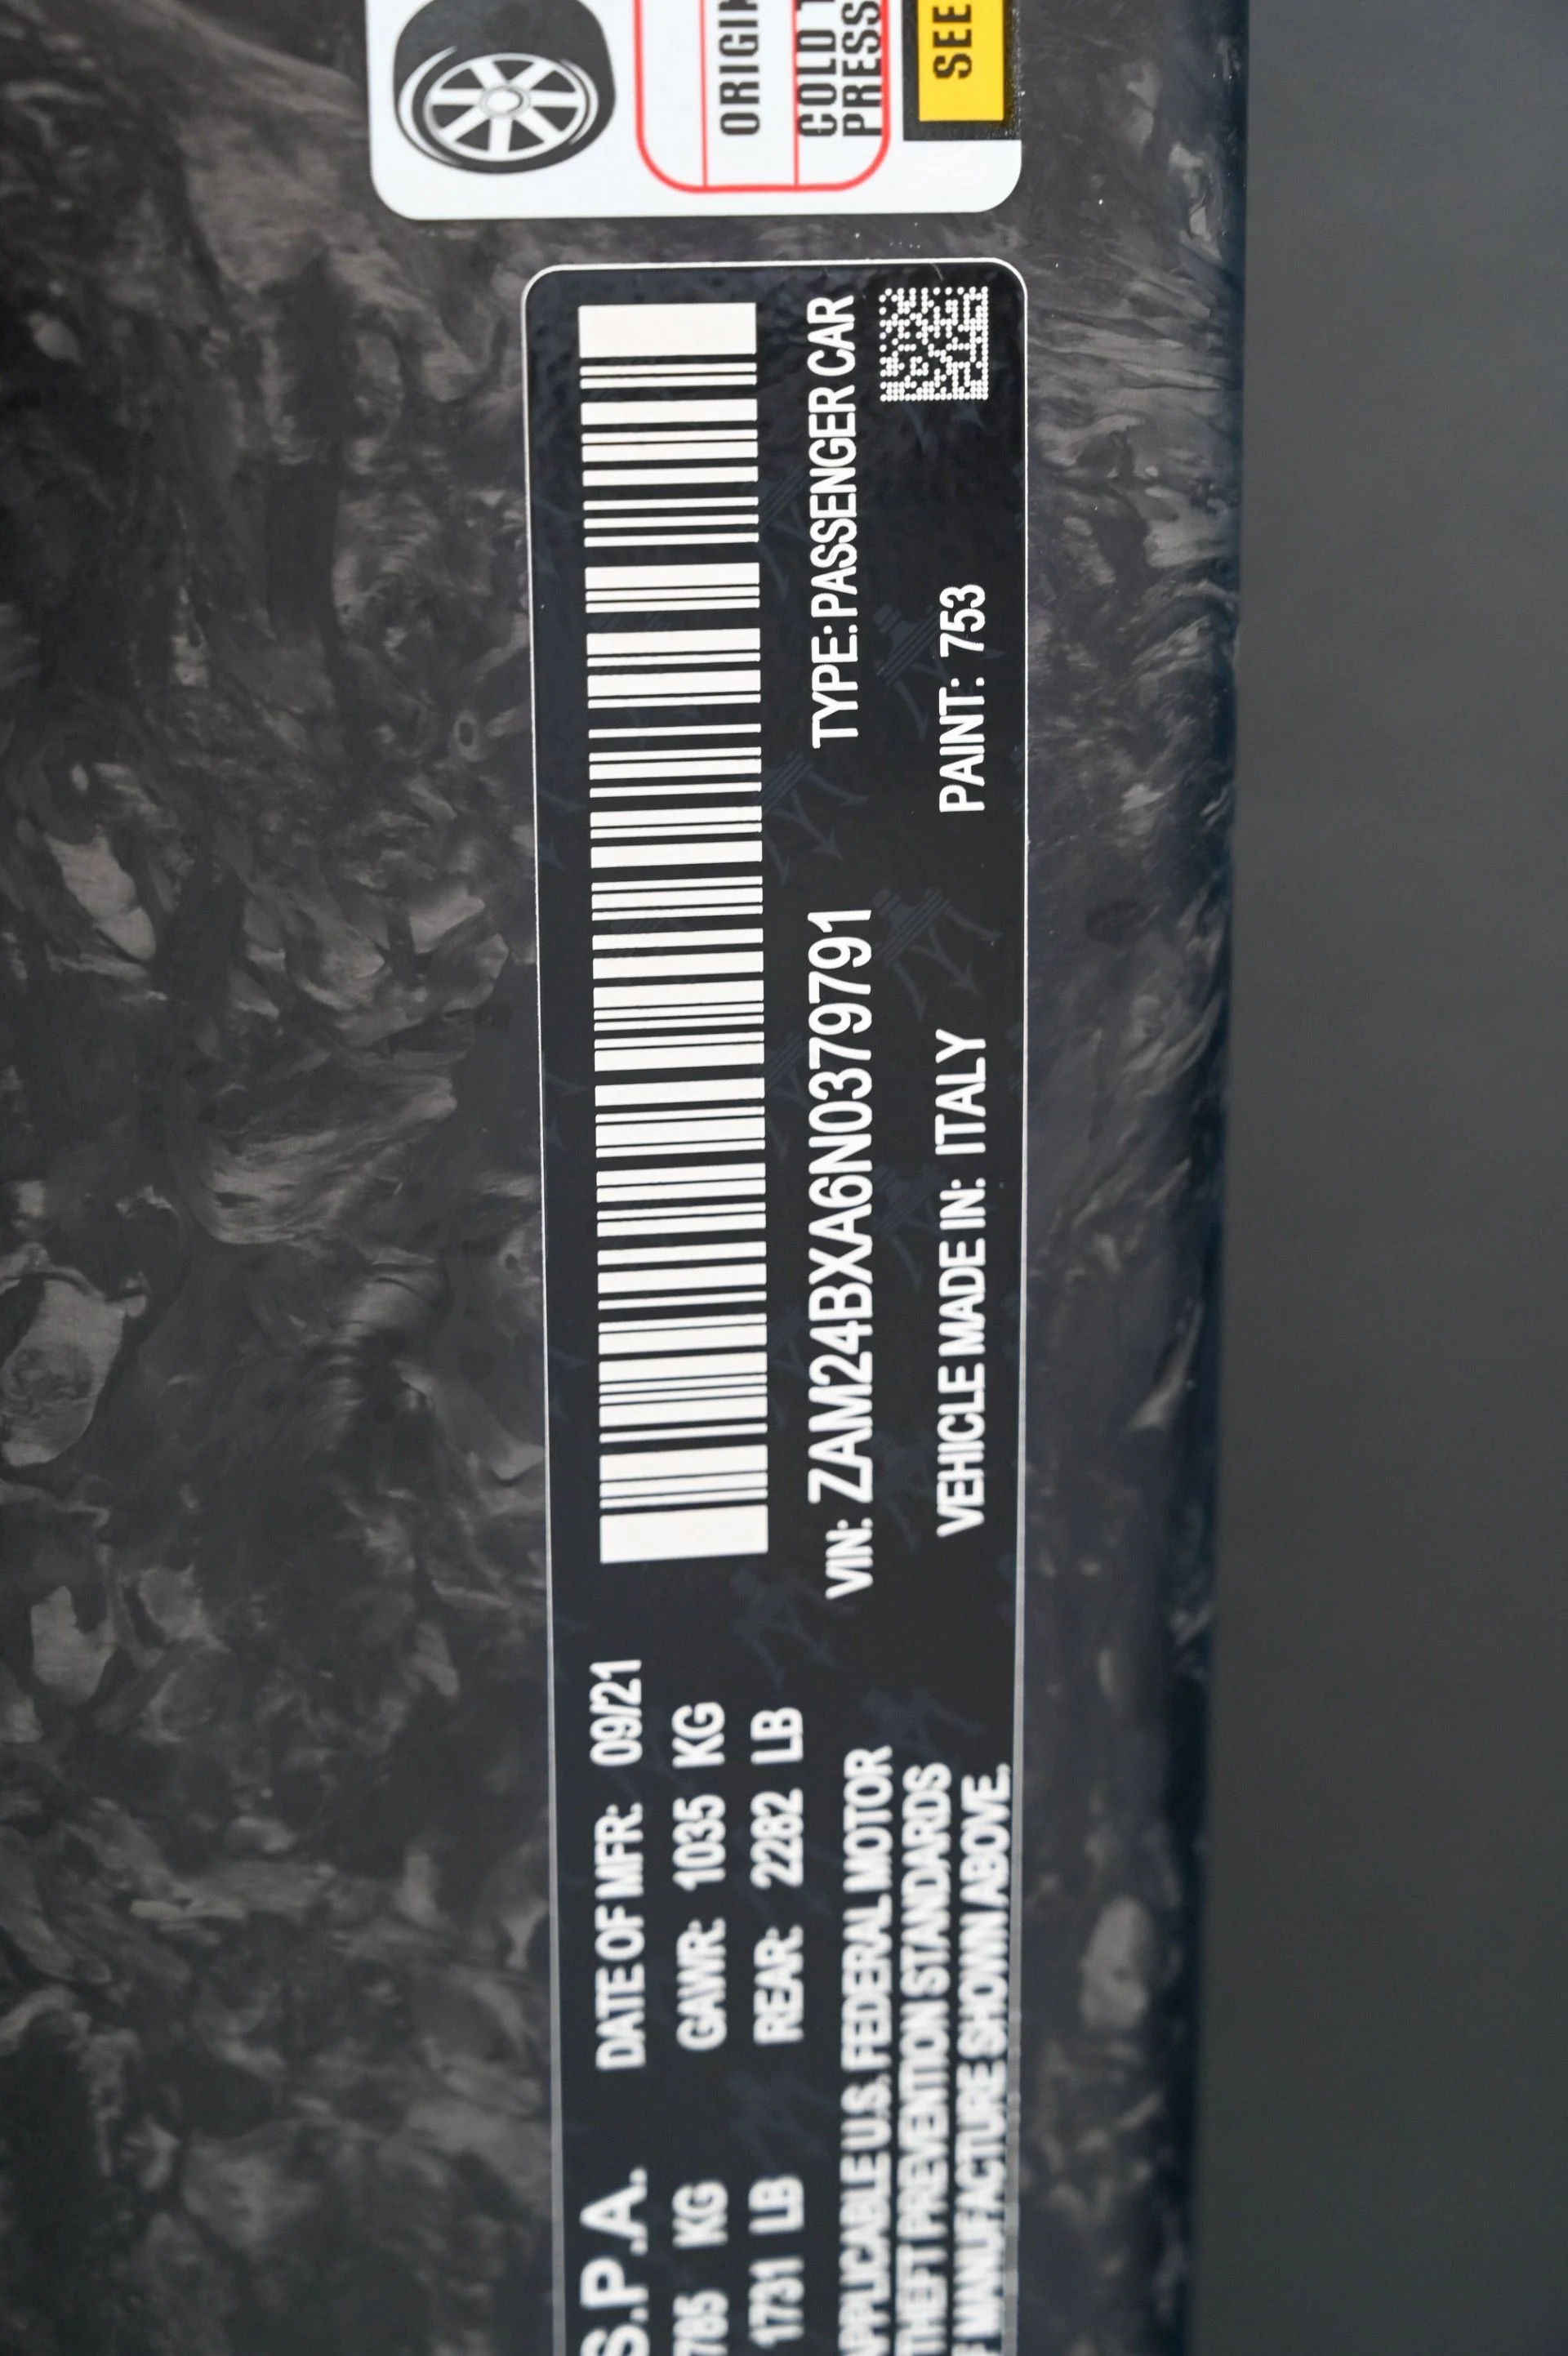 S.P.A. DATE OF MFR: 09/21
785 KG GAWR: 1035 KG
1731 LB REAR: 2282 LB
APPLICABLE U.S. FEDERAL MOTOR
THEFT PREVENTION STANDARDS
F MANUFACTURE SHOWN ABOVE.
VIN: ZAM24BXA6N0379791 TYPE: PASSENGER CAR
VEHICLE MADE IN: ITALY PAINT: 753
ORIGIN
COLD T
PRESS
SEE